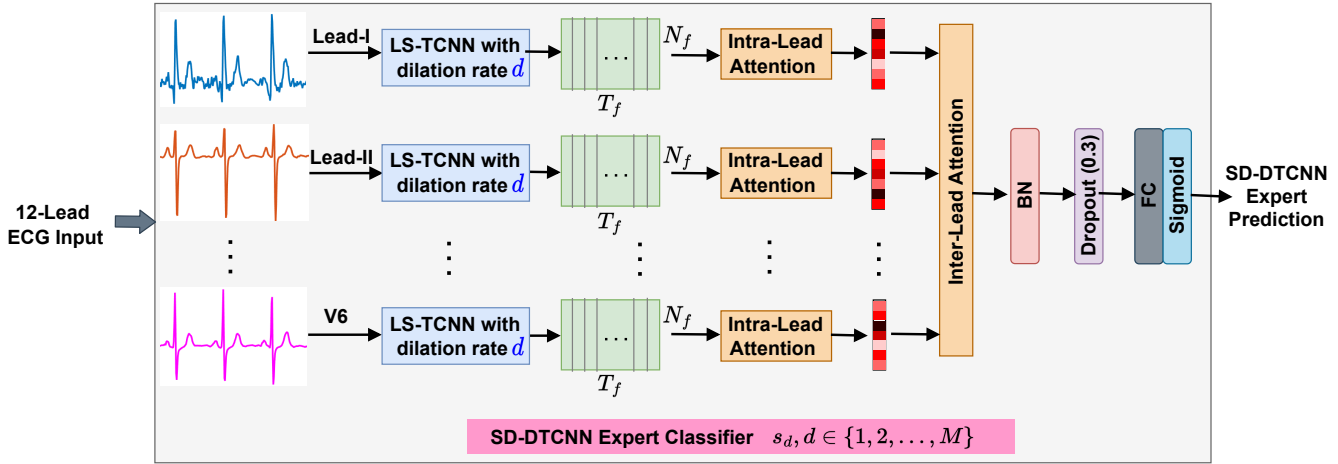 12-Lead
ECG Input
Lead-I
LS-TCNN with
dilation rate d
...
T_f
N_f
Intra-Lead
Attention
Lead-II
LS-TCNN with
dilation rate d
...
T_f
N_f
Intra-Lead
Attention
V6
LS-TCNN with
dilation rate d
...
T_f
N_f
Intra-Lead
Attention
Inter-Lead Attention
BN
Dropout (0.3)
FC
Sigmoid
SD-DTCNN
Expert
Prediction
SD-DTCNN Expert Classifier s_d, d ∈ {1, 2, ..., M}